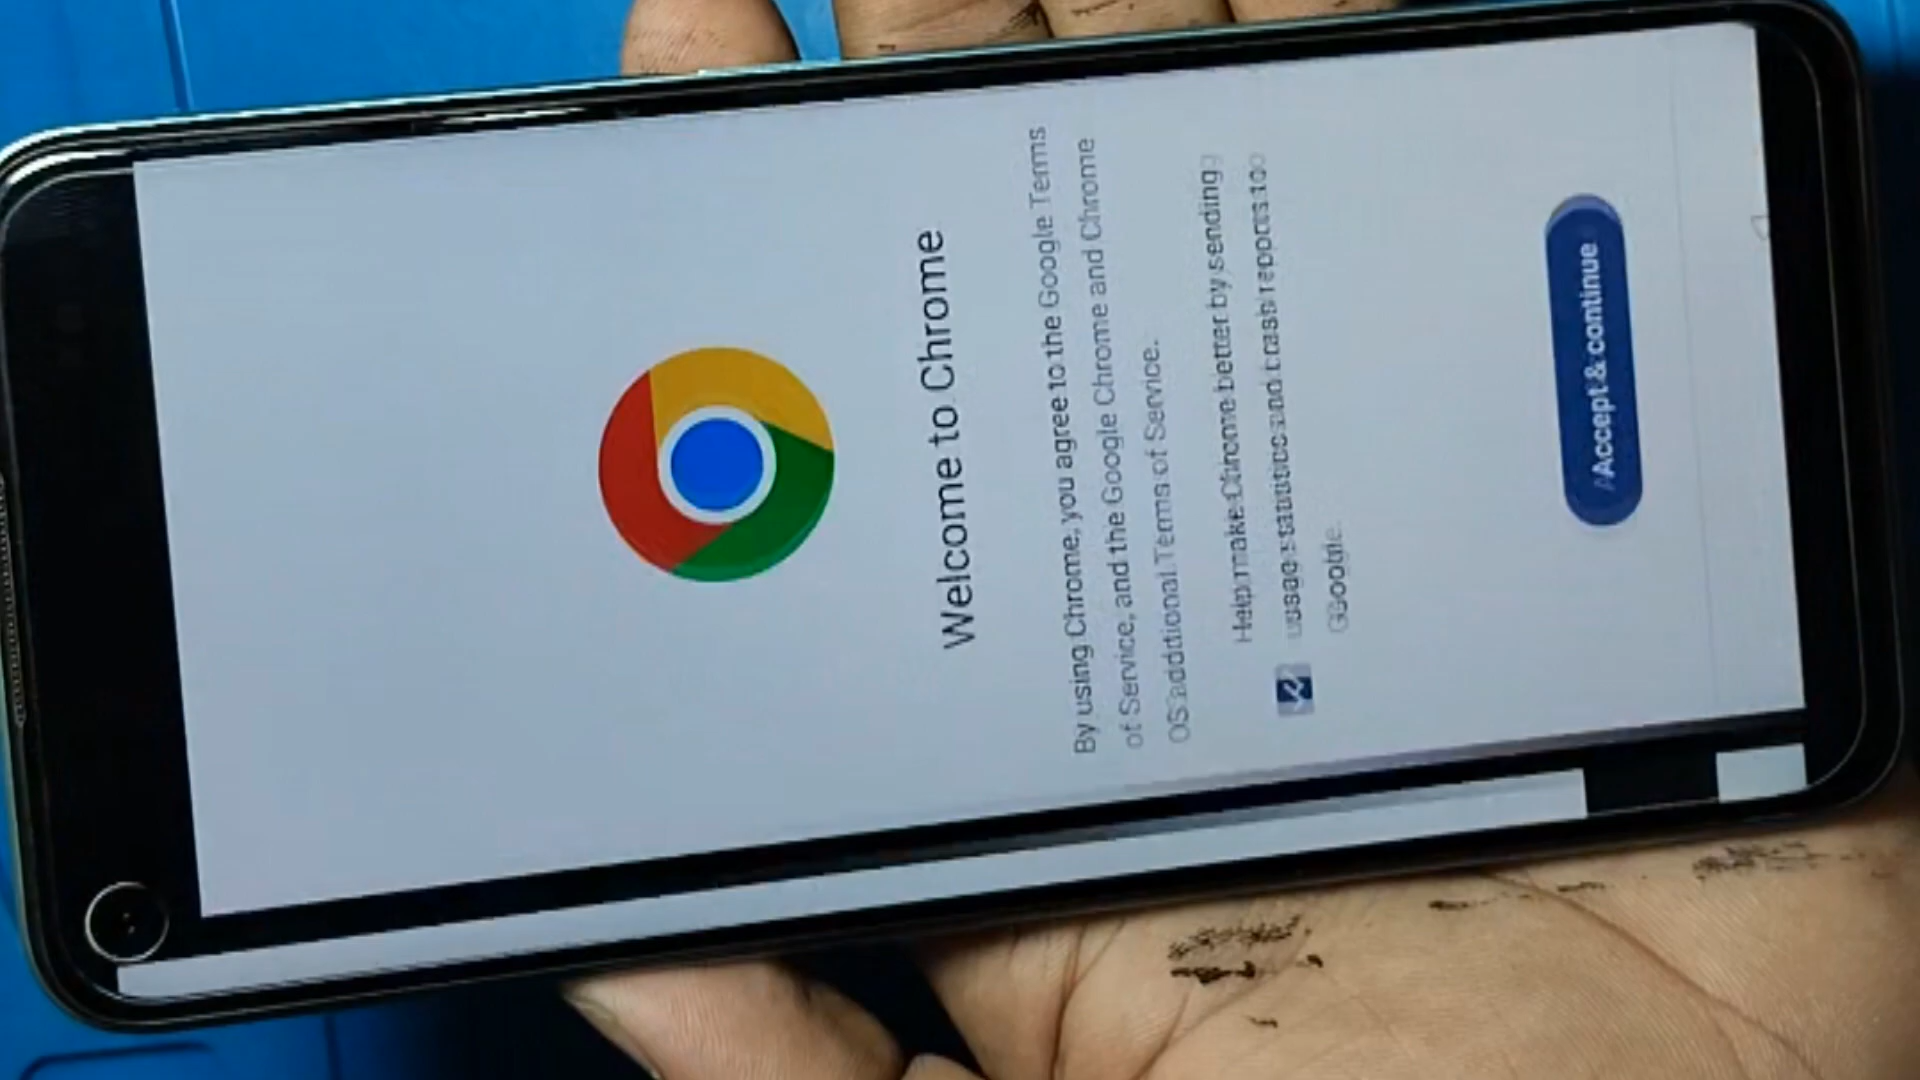 Welcome to Chrome
By using Chrome, you agree to the Google Terms
of Service, and the Google Chrome and Chrome
OS additional Terms of Service.
Help make Chrome better by sending
usage statistics and crash reports to
Google.
Accept & continue